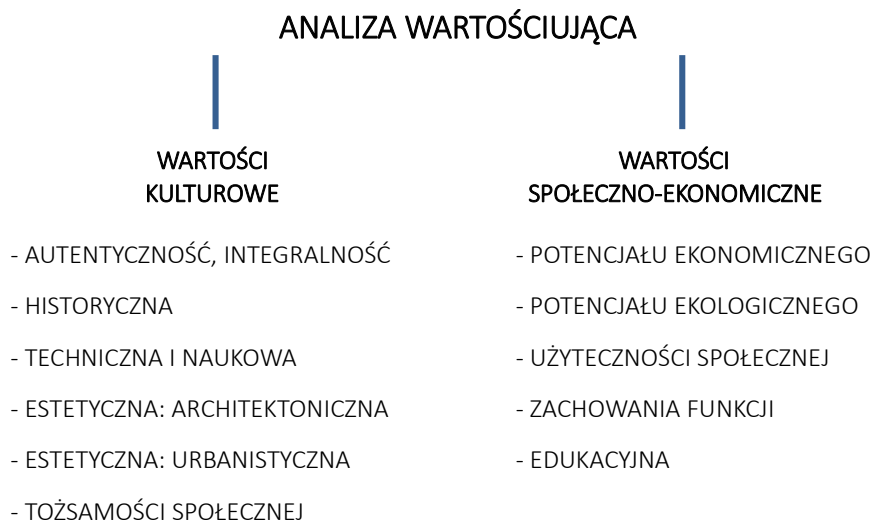 ANALIZA WARTOŚCIUJĄCA
WARTOŚCI
KULTUROWE
- AUTENTYCZNOŚĆ, INTEGRALNOŚĆ
- HISTORYCZNA
- TECHNICZNA I NAUKOWA
- ESTETYCZNA: ARCHITEKTONICZNA
- ESTETYCZNA: URBANISTYCZNA
- TOŻSAMOŚCI SPOŁECZNEJ
WARTOŚCI
SPOŁECZNO-EKONOMICZNE
- POTENCJAŁU EKONOMICZNEGO
- POTENCJAŁU EKOLOGICZNEGO
- UŻYTECZNOŚCI SPOŁECZNEJ
- ZACHOWANIA FUNKCJI
- EDUKACYJNA